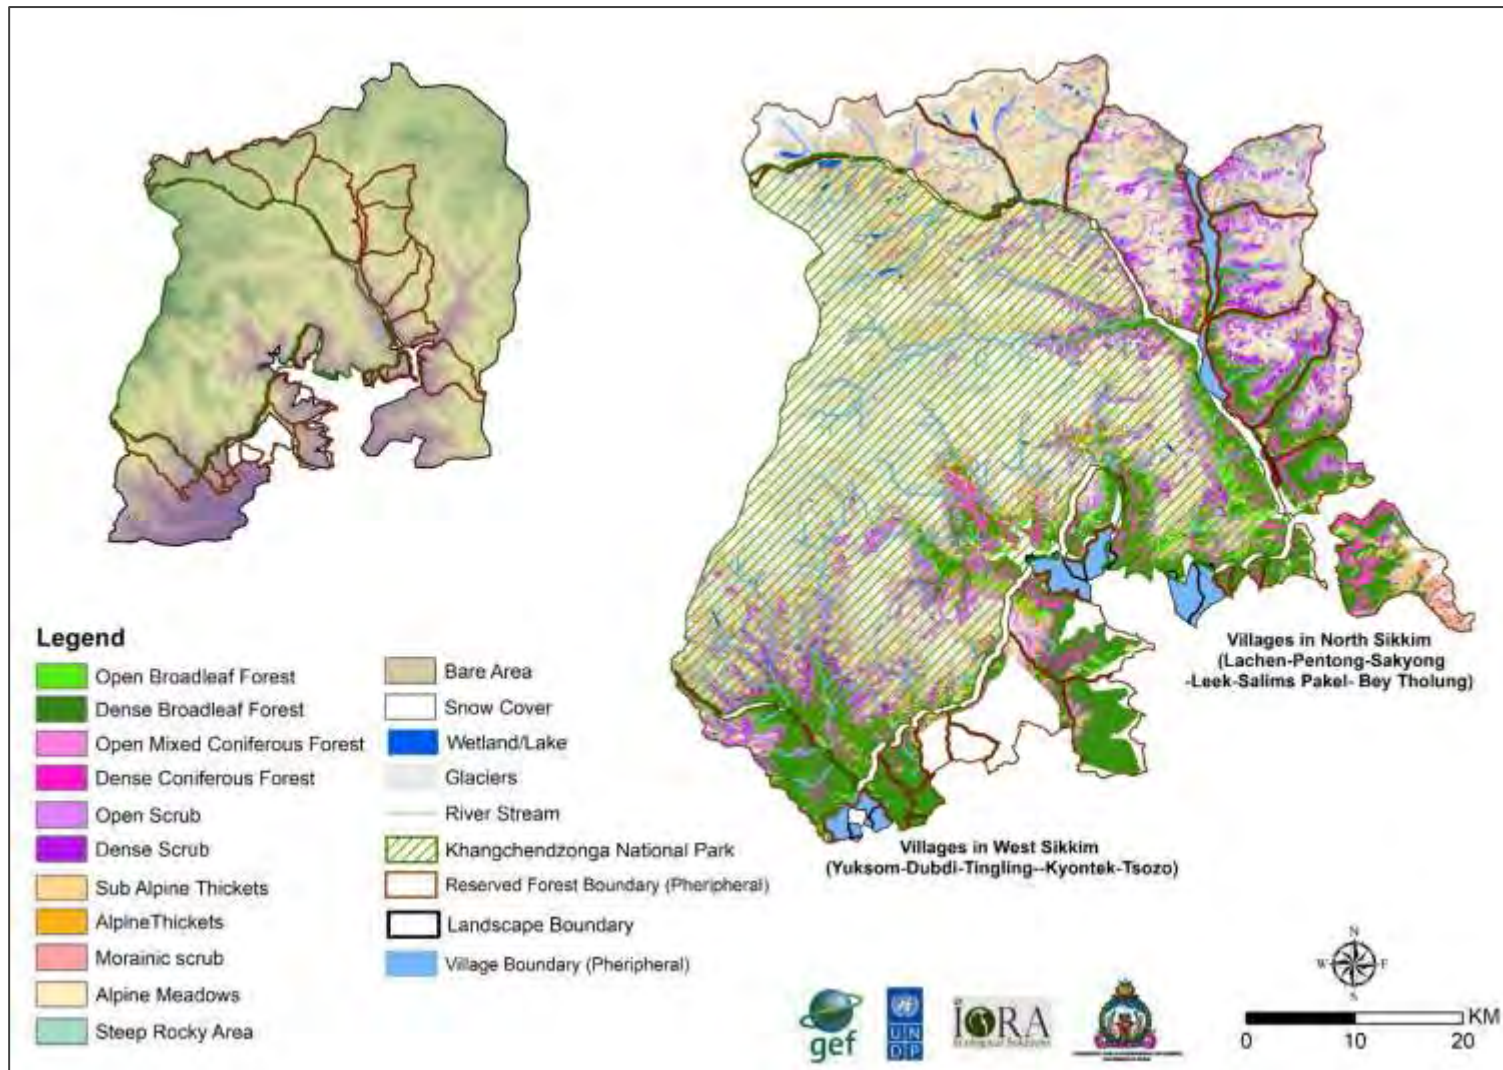 Legend
Open Broadleaf Forest
Dense Broadleaf Forest
Open Mixed Coniferous Forest
Dense Coniferous Forest
Open Scrub
Dense Scrub
Sub Alpine Thickets
AlpineThickets
Morainic scrub
Alpine Meadows
Steep Rocky Area
Bare Area
Snow Cover
Wetland/Lake
Glaciers
River Stream
Khangchendzonga National Park
Reserved Forest Boundary (Pheripheral)
Landscape Boundary
Village Boundary (Pheripheral)
Villages in North Sikkim
(Lachen-Pentong-Sakyong
-Leek-Salims Pakel- Bey Tholung)
Villages in West Sikkim
(Yuksom-Dubdi-Tingling--Kyontek-Tsozo)
gef
U N
D P
iORA
N
W
E
S
KM
0 10 20